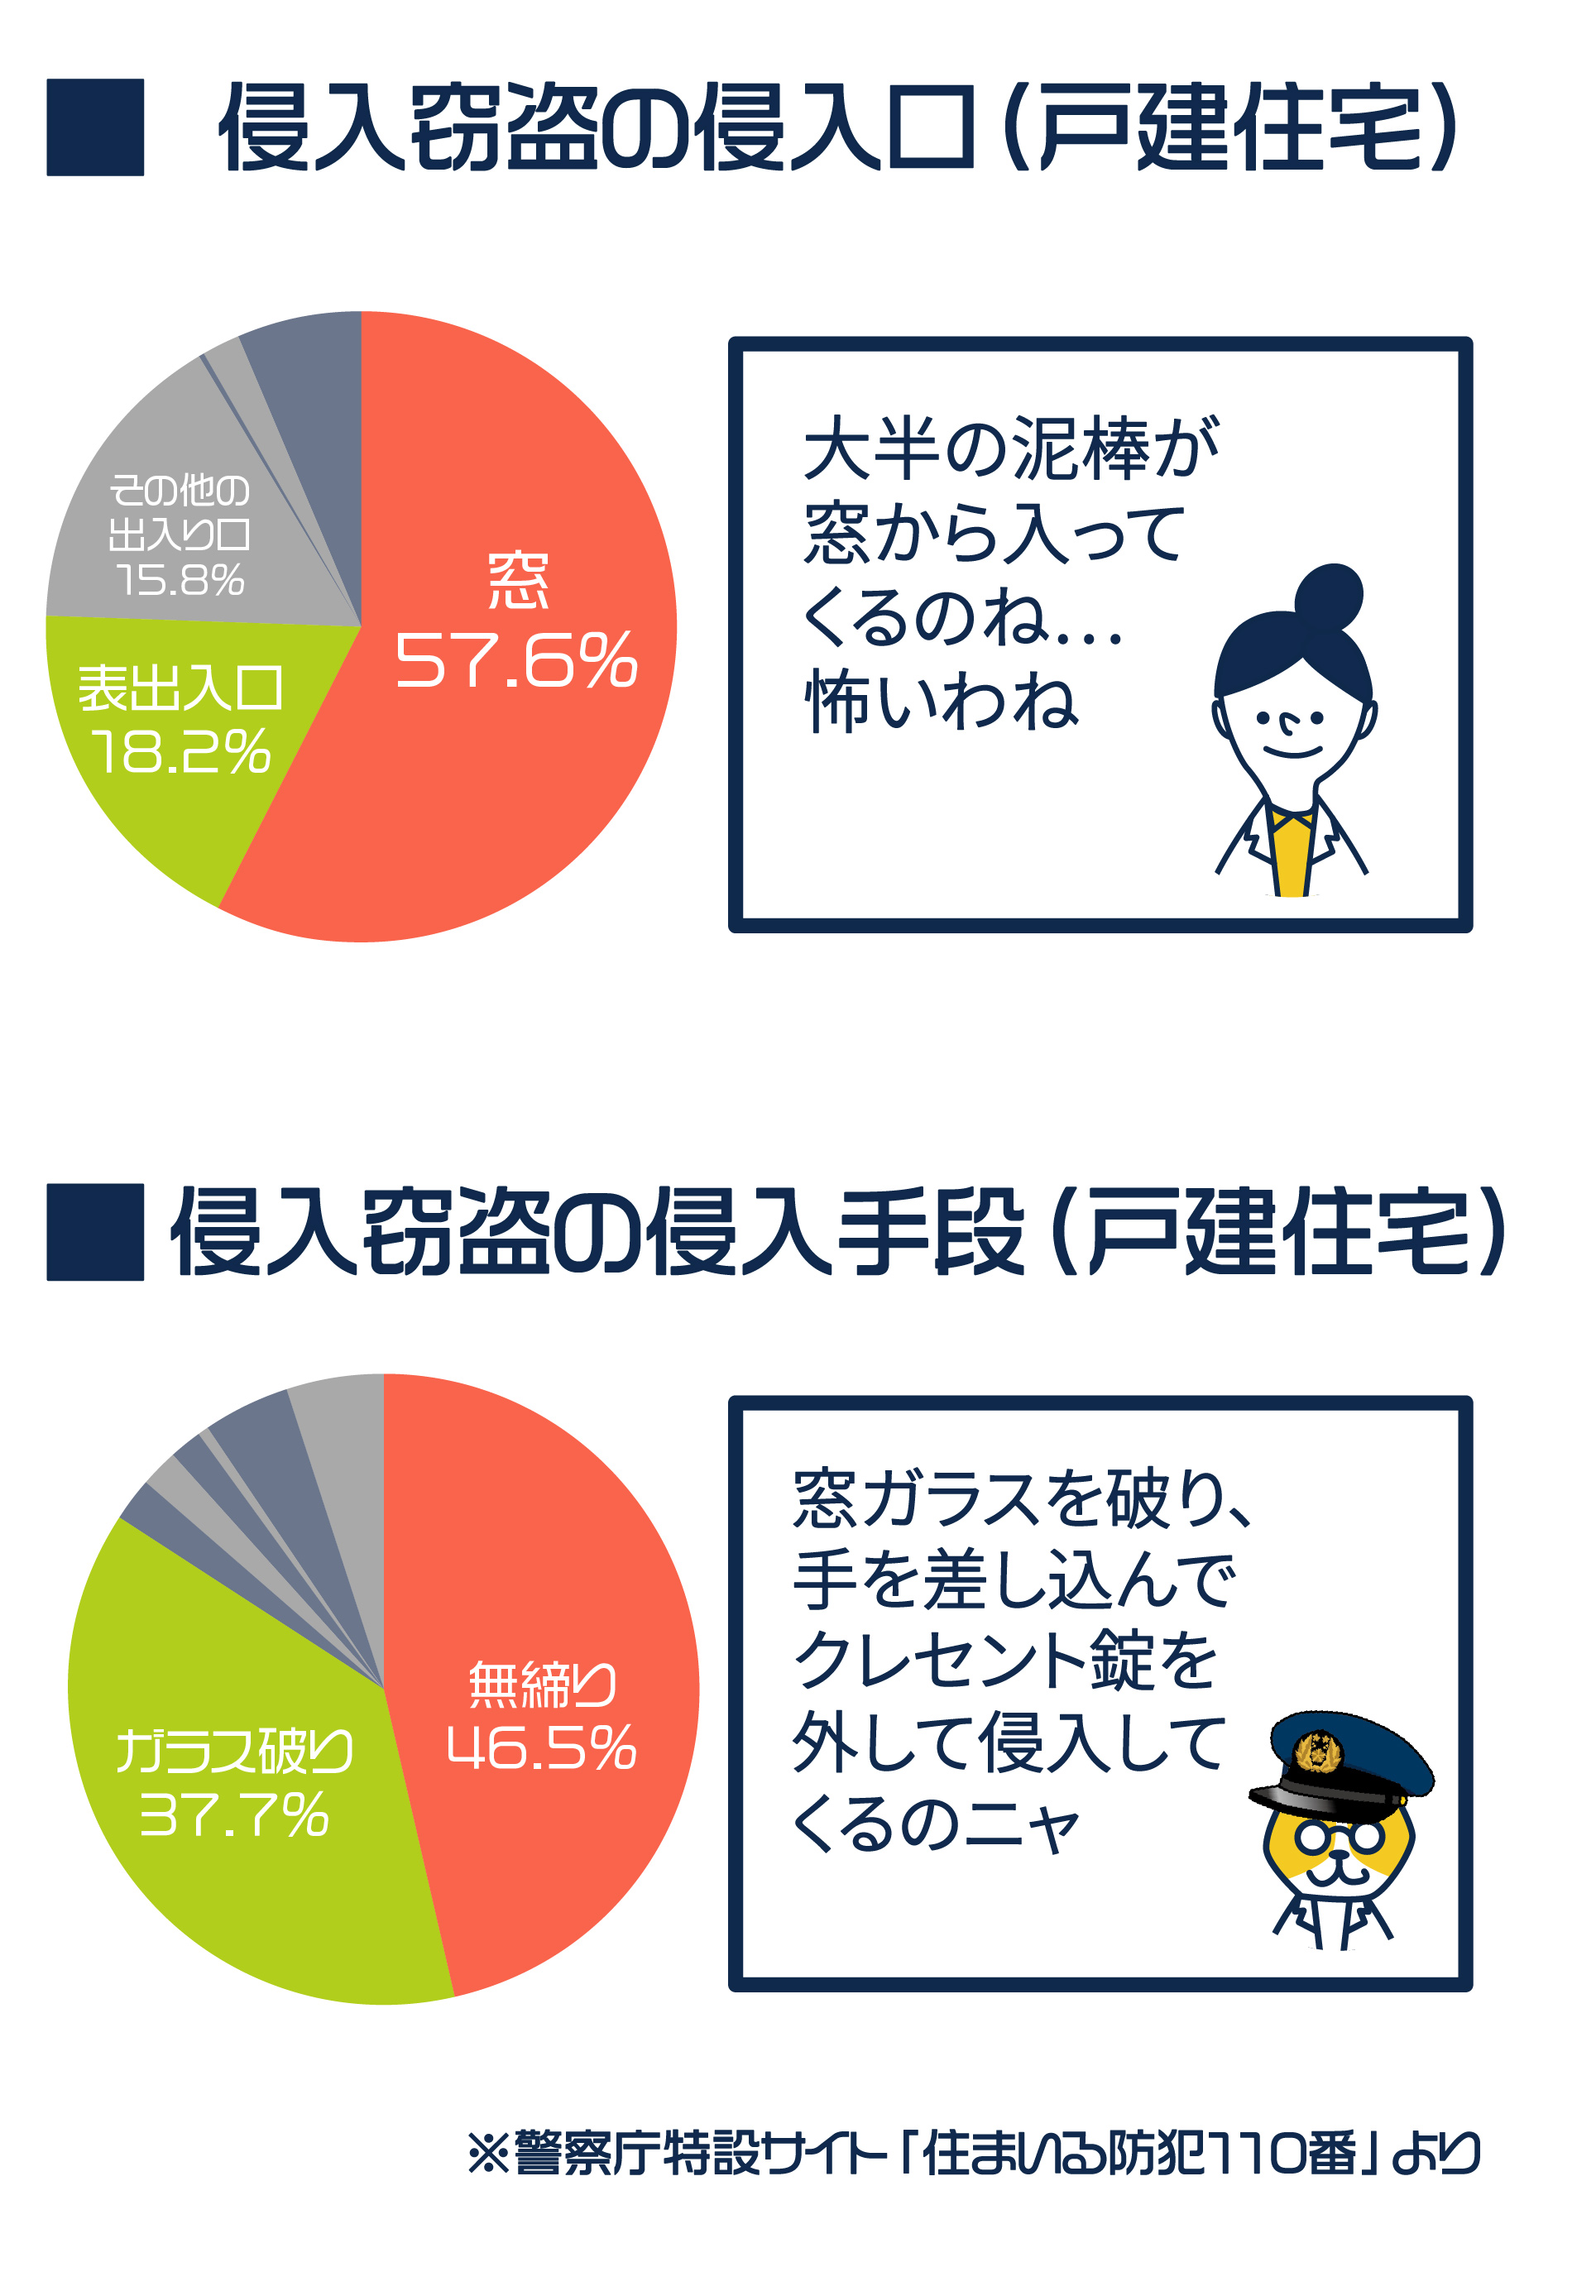 ■ 侵入窃盗の侵入口(戸建住宅)
その他の
出入り口
15.8%
窓
57.6%
表出入口
18.2%
大半の泥棒が
窓から入って
くるのね…
怖いわね
■ 侵入窃盗の侵入手段(戸建住宅)
無締り
46.5%
ガラス破り
37.7%
窓ガラスを破り、
手を差し込んで
クレセント錠を
外して侵入して
くるのニャ
※警察庁特設サイト「住まいる防犯110番」より